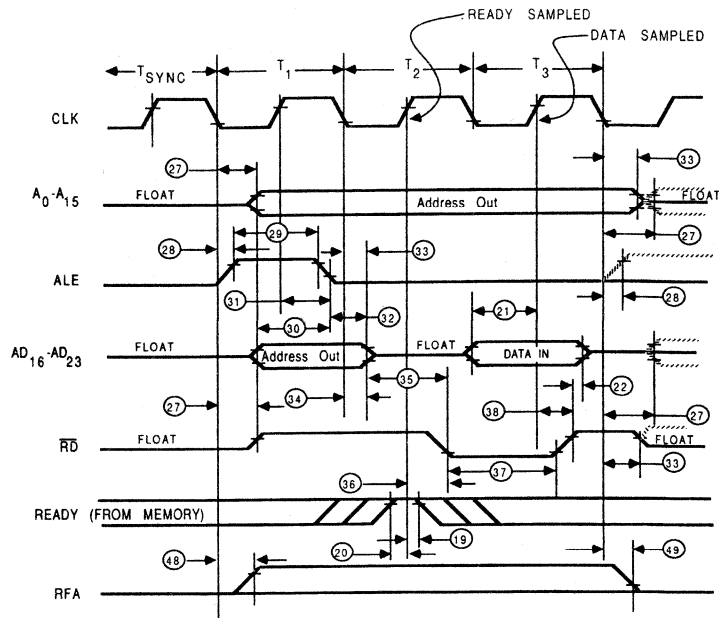 READY SAMPLED
DATA SAMPLED
TSYNC
T1
T2
T3
CLK
27
33
A0-A15
FLOAT
Address Out
FLOAT
27
29
28
33
ALE
31
32
21
28
30
AD16-AD23
FLOAT
Address Out
FLOAT
DATA IN
35
22
34
38
27
27
RD
FLOAT
FLOAT
37
33
36
READY (FROM MEMORY)
19
20
48
49
RFA